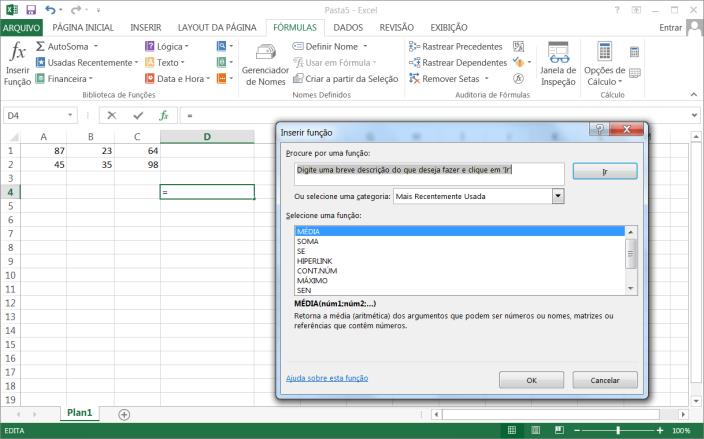 Pasta5 - Excel
ARQUIVO PÁGINA INICIAL INSERIR LAYOUT DA PÁGINA FÓRMULAS DADOS REVISÃO EXIBIÇÃO Entrar
fx Inserir Função
Σ AutoSoma
Usadas Recentemente
Financeira
Lógica
Texto
Data e Hora
Biblioteca de Funções
Gerenciador de Nomes
Definir Nome
Usar em Fórmula
Criar a partir da Seleção
Nomes Definidos
Rastrear Precedentes
Rastrear Dependentes
Remover Setas
Auditoria de Fórmulas
Janela de Inspeção
Opções de Cálculo
Cálculo
D4 fx =
A B C D
1 87 23 64
2 45 35 98
3
4 =
5
6
7
8
9
10
11
12
13
14
15
16
17
18
19
Inserir função
Procure por uma função:
Digite uma breve descrição do que deseja fazer e clique em 'Ir'
Ir
Ou selecione uma categoria: Mais Recentemente Usada
Selecione uma função:
MÉDIA
SOMA
SE
HIPERLINK
CONT.NÚM
MÁXIMO
SEN
MÉDIA(núm1;núm2;...)
Retorna a média (aritmética) dos argumentos que podem ser números ou nomes, matrizes ou
referências que contêm números.
Ajuda sobre esta função
OK Cancelar
Plan1
EDITA 100%